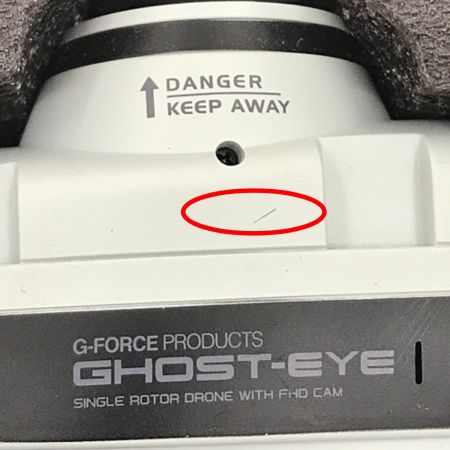 DANGER
KEEP AWAY
G-FORCE PRODUCTS
GHOST-EYE
SINGLE ROTOR DRONE WITH FHD CAM